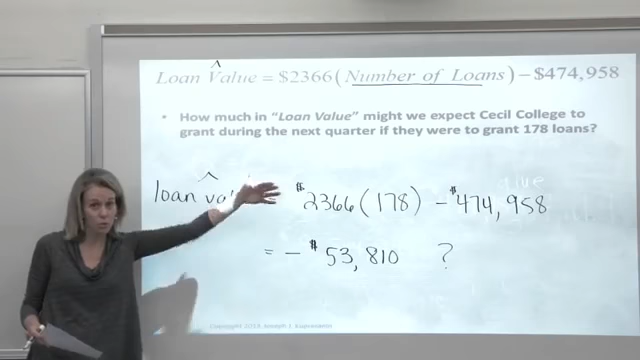 Loan V̂alue = $2366(Number of Loans) − $474,958
• How much in "Loan Value" might we expect Cecil College to
grant during the next quarter if they were to grant 178 loans?
loan $2366(178) − $474,958
= − $53,810 ?